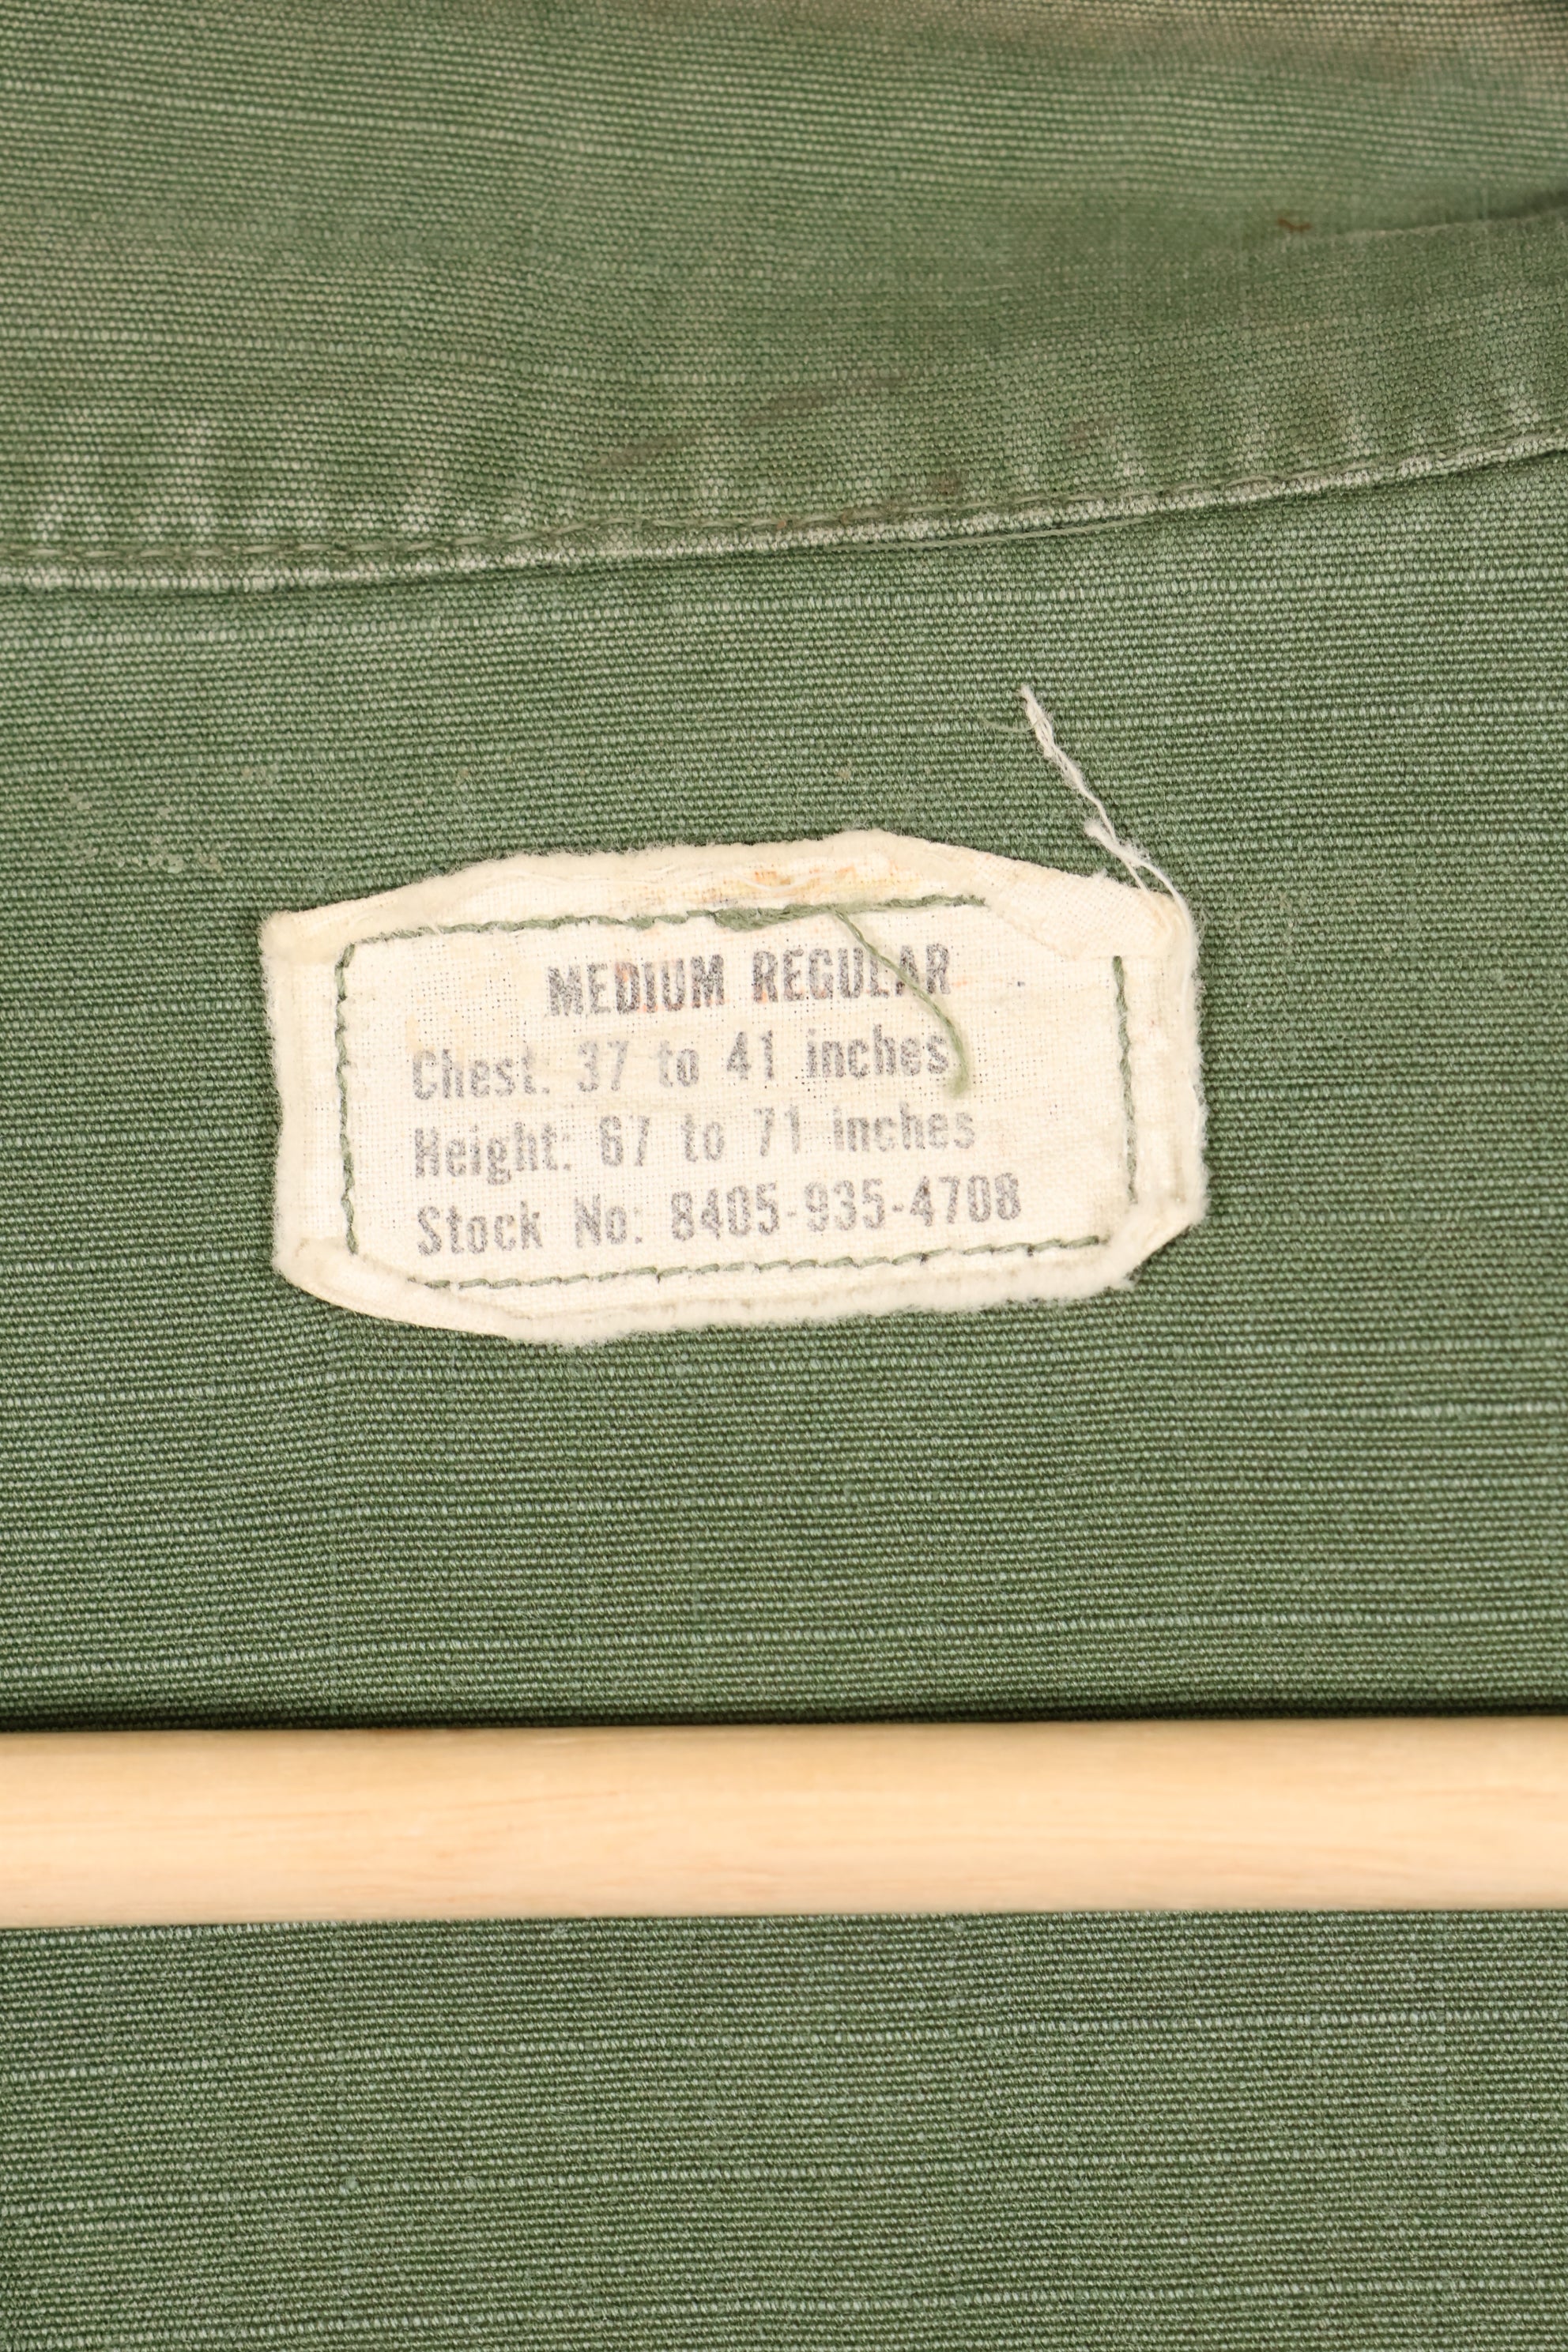 MEDIUM REGULAR
Chest: 37 to 41 inches
Height: 67 to 71 inches
Stock No: 8405-935-4708